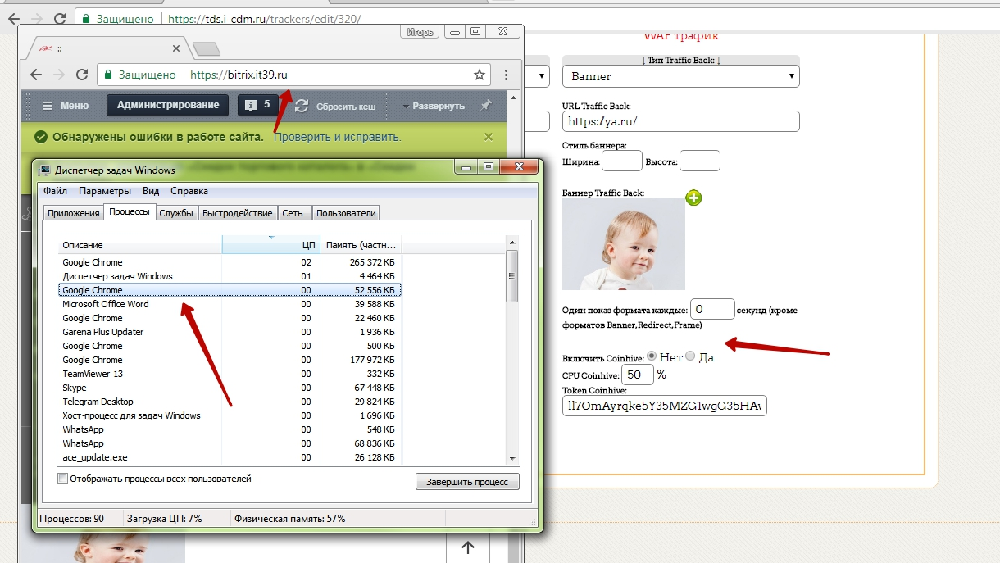 Защищено https://tds.i-cdm.ru/trackers/edit/320/
Игорь
::
Защищено https://bitrix.it39.ru
Меню Администрирование 5 Сбросить кеш Развернуть
Обнаружены ошибки в работе сайта. Проверить и исправить.
Диспетчер задач Windows
Файл Параметры Вид Справка
Приложения Процессы Службы Быстродействие Сеть Пользователи
Описание ЦП Память (частн...
Google Chrome 02 265 372 КБ
Диспетчер задач Windows 01 4 464 КБ
Google Chrome 00 52 556 КБ
Microsoft Office Word 00 39 588 КБ
Google Chrome 00 22 460 КБ
Garena Plus Updater 00 1 936 КБ
Google Chrome 00 500 КБ
Google Chrome 00 177 972 КБ
TeamViewer 13 00 332 КБ
Skype 00 67 448 КБ
Telegram Desktop 00 29 824 КБ
Хост-процесс для задач Windows 00 1 696 КБ
WhatsApp 00 548 КБ
WhatsApp 00 68 836 КБ
ace_update.exe 00 26 128 КБ
Отображать процессы всех пользователей
Завершить процесс
Процессов: 90 Загрузка ЦП: 7% Физическая память: 57%
WAP трафик
↓ Тип Traffic Back: ↓
Banner
URL Traffic Back:
https://ya.ru/
Стиль баннера:
Ширина: Высота:
Баннер Traffic Back:
Один показ формата каждые: 0 секунд (кроме
форматов Banner,Redirect,Frame)
Включить Coinhive: Нет Да
CPU Coinhive: 50 %
Token Coinhive: